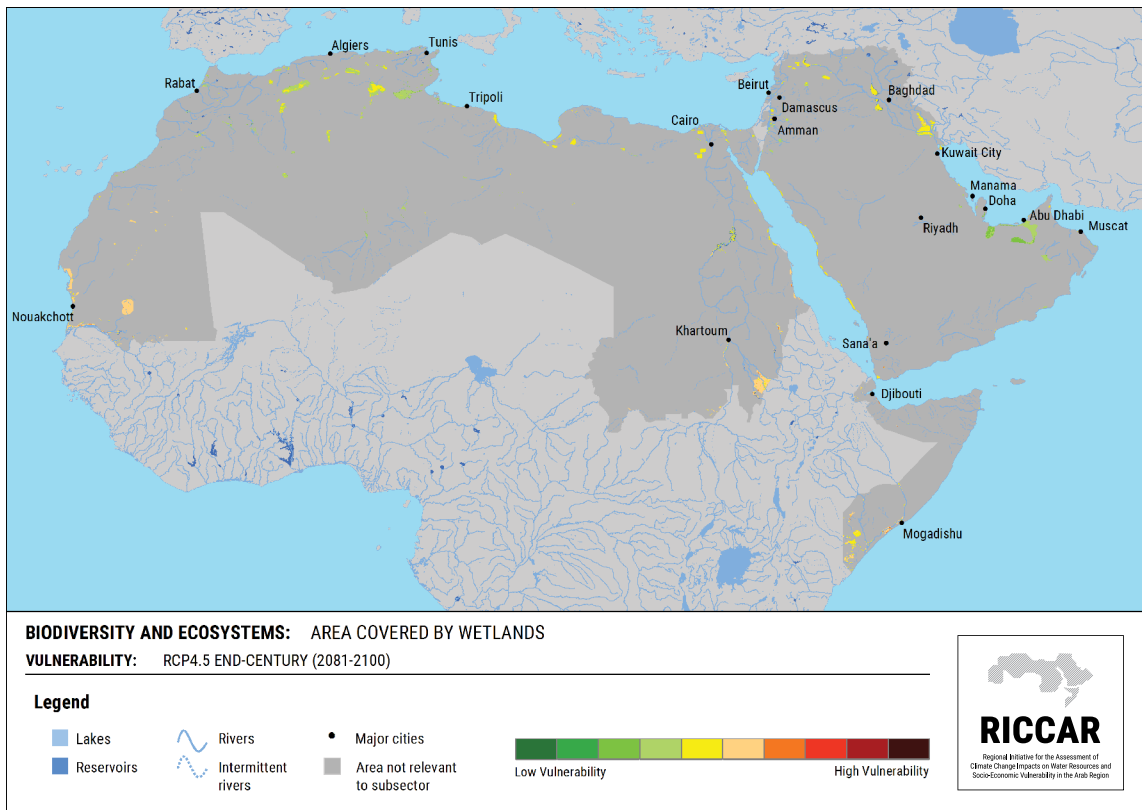 Algiers
Tunis
Rabat
Tripoli
Beirut
Baghdad
Damascus
Cairo
Amman
Kuwait City
Manama
Doha
Abu Dhabi
Muscat
Riyadh
Nouakchott
Khartoum
Sana'a
Djibouti
Mogadishu
BIODIVERSITY AND ECOSYSTEMS: AREA COVERED BY WETLANDS
VULNERABILITY: RCP4.5 END-CENTURY (2081-2100)
Legend
Lakes
Reservoirs
Rivers
Intermittent
rivers
Major cities
Area not relevant
to subsector
Low Vulnerability
High Vulnerability
RICCAR
Regional Initiative for the Assessment of
Climate Change Impacts on Water Resources and
Socio-Economic Vulnerability in the Arab Region